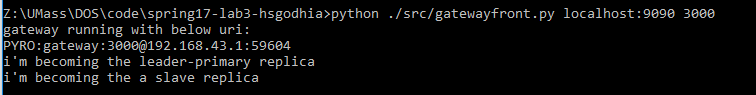 Z:\UMass\DOS\code\spring17-lab3-hsgodhia>python ./src/gatewayfront.py localhost:9090 3000
gateway running with below uri:
PYRO:gateway:3000@192.168.43.1:59604
i'm becoming the leader-primary replica
i'm becoming the a slave replica